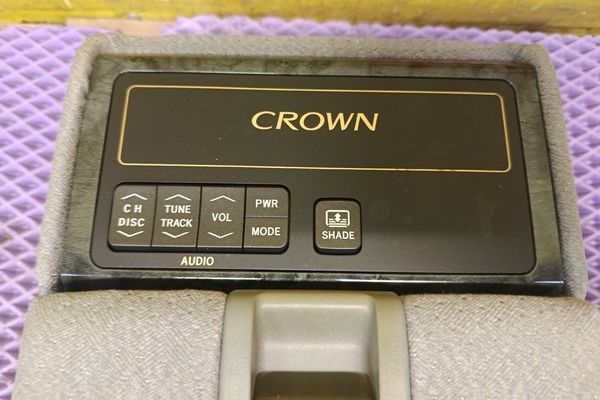 CROWN
CH
DISC
TUNE
TRACK
VOL
PWR
MODE
SHADE
AUDIO